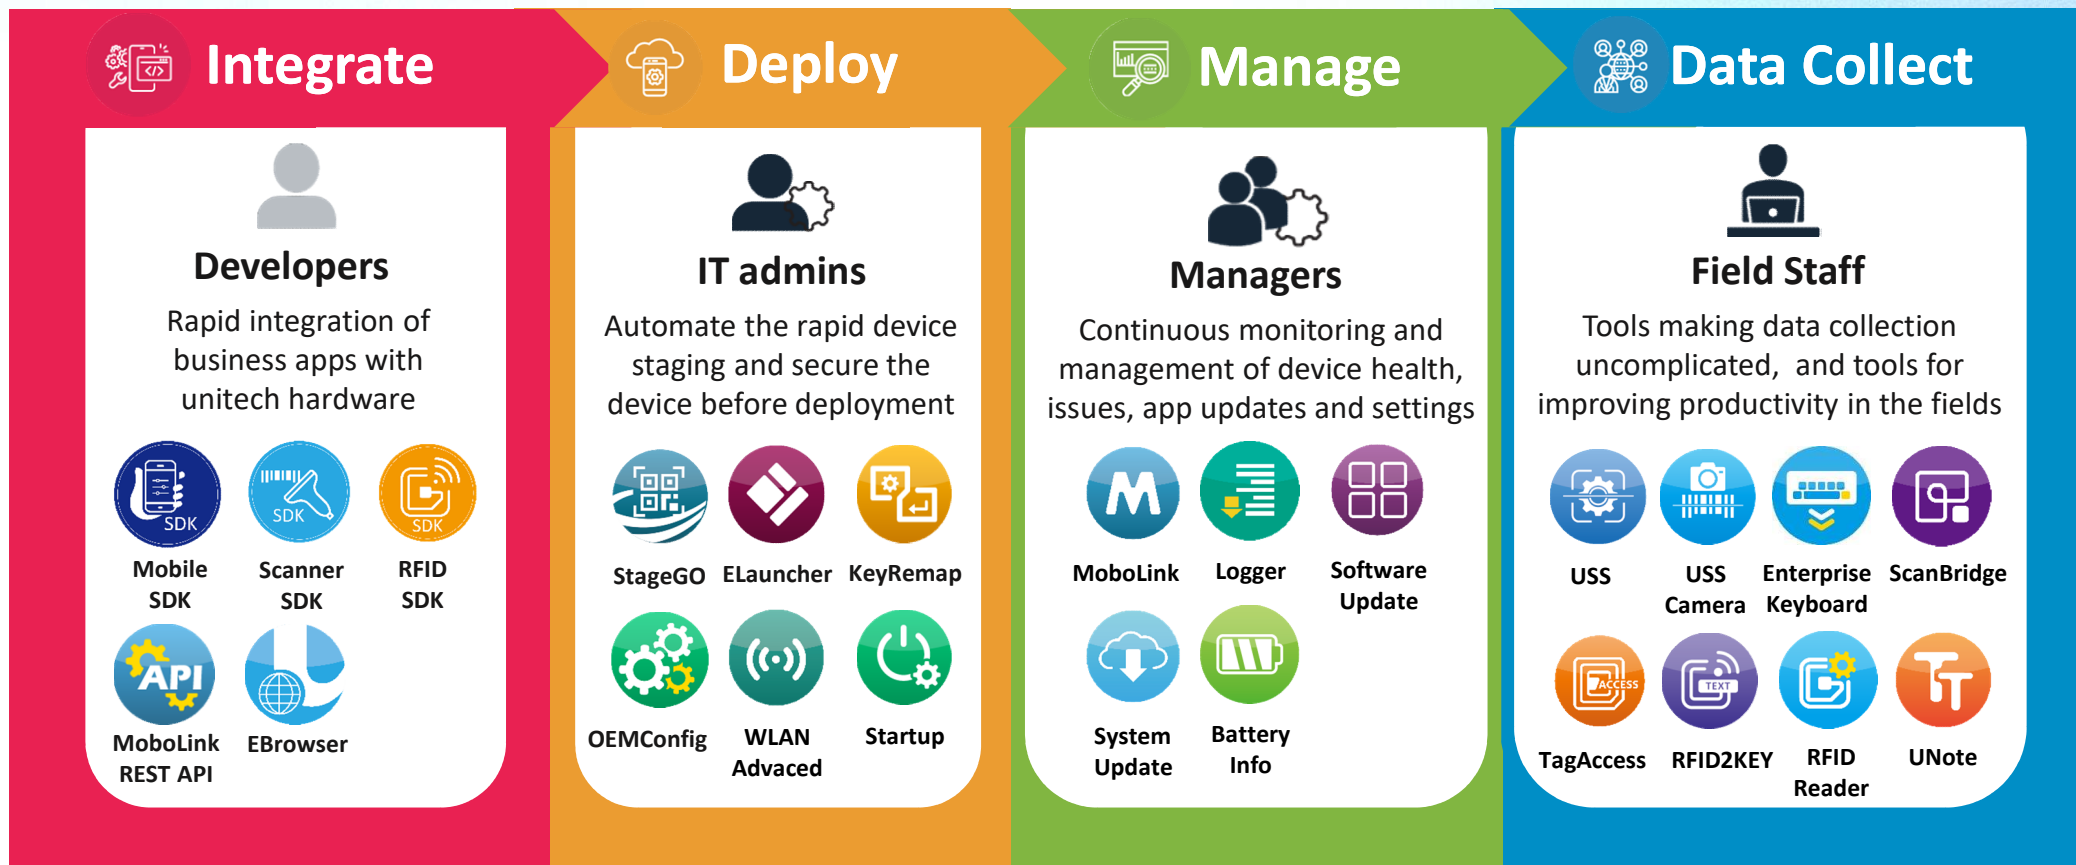 Integrate
Deploy
Manage
Data Collect
Developers
Rapid integration of
business apps with
unitech hardware
SDK
SDK
SDK
Mobile
SDK
Scanner
SDK
RFID
SDK
API
MoboLink
REST API
EBrowser
IT admins
Automate the rapid device
staging and secure the
device before deployment
StageGO
ELauncher
KeyRemap
OEMConfig
WLAN
Advaced
Startup
Managers
Continuous monitoring and
management of device health,
issues, app updates and settings
M
MoboLink
Logger
Software
Update
System
Update
Battery
Info
Field Staff
Tools making data collection
uncomplicated,  and tools for
improving productivity in the fields
USS
USS
Camera
Enterprise
Keyboard
ScanBridge
ACCESS
TEXT
TT
TagAccess
RFID2KEY
RFID
Reader
UNote